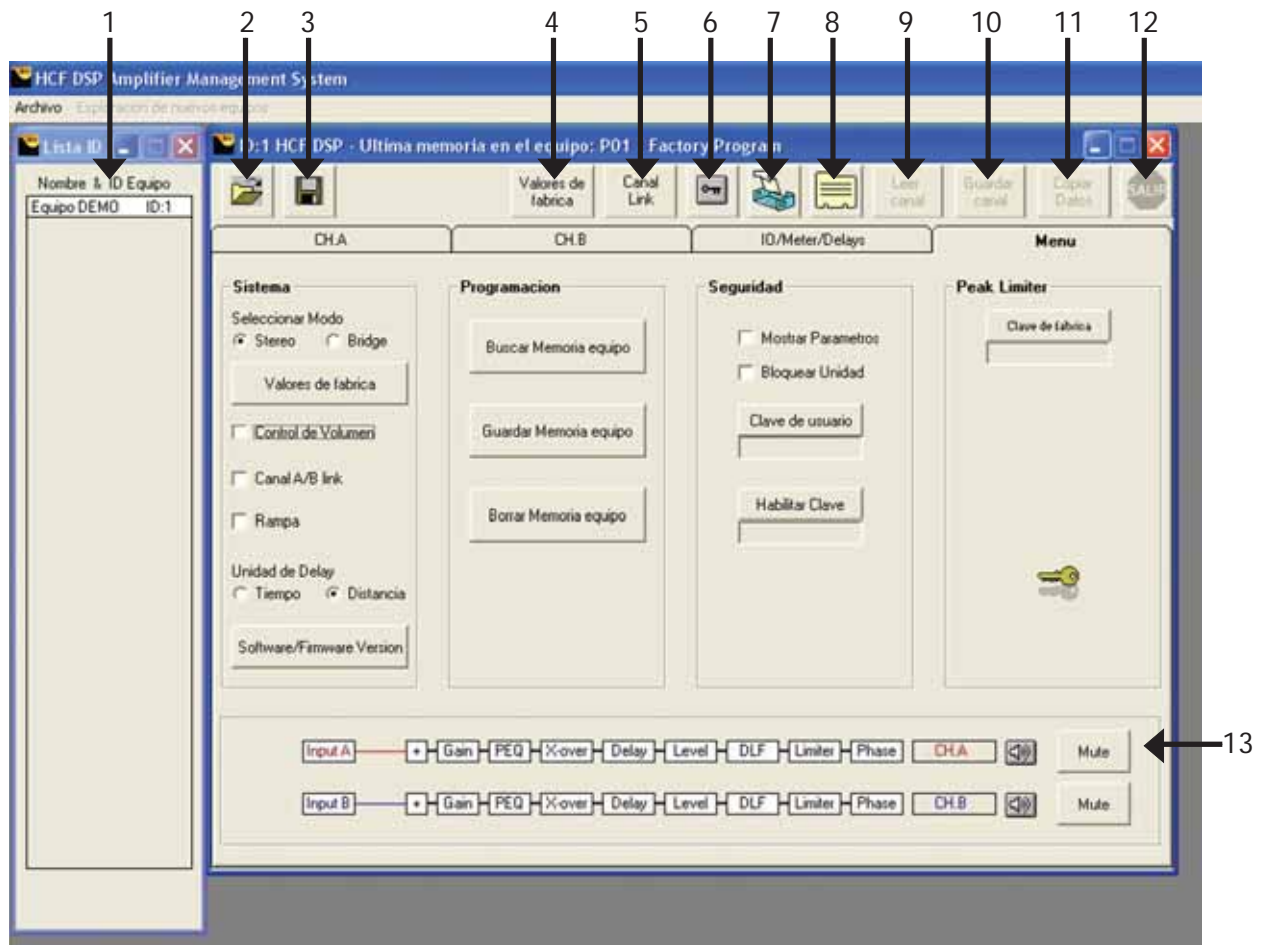 1 2 3 4 5 6 7 8 9 10 11 12
HCF DSP Amplifier Management System
Archivo Exploracion de nuevos equipos
Lista ID
ID:1 HCF DSP - Ultima memoria en el equipo: P01 Factory Program
Nombre & ID Equipo
Equipo DEMO ID:1
Valores de fabrica
Canal Link
Leer canal
Guardar canal
Copiar Datos
SALIR
CH.A CH.B IO/Meter/Delays Menu
Sistema
Seleccionar Modo
Stereo Bridge
Valores de fabrica
Control de Volumen
Canal A/B link
Rampa
Unidad de Delay
Tiempo Distancia
Software/Firmware Version
Programacion
Buscar Memoria equipo
Guardar Memoria equipo
Borrar Memoria equipo
Seguridad
Mostrar Parametros
Bloquear Unidad
Clave de usuario
Habilitar Clave
Peak Limiter
Clave de fabrica
Input A + Gain PEQ X-over Delay Level DLF Limiter Phase CH.A Mute
13
Input B + Gain PEQ X-over Delay Level DLF Limiter Phase CH.B Mute